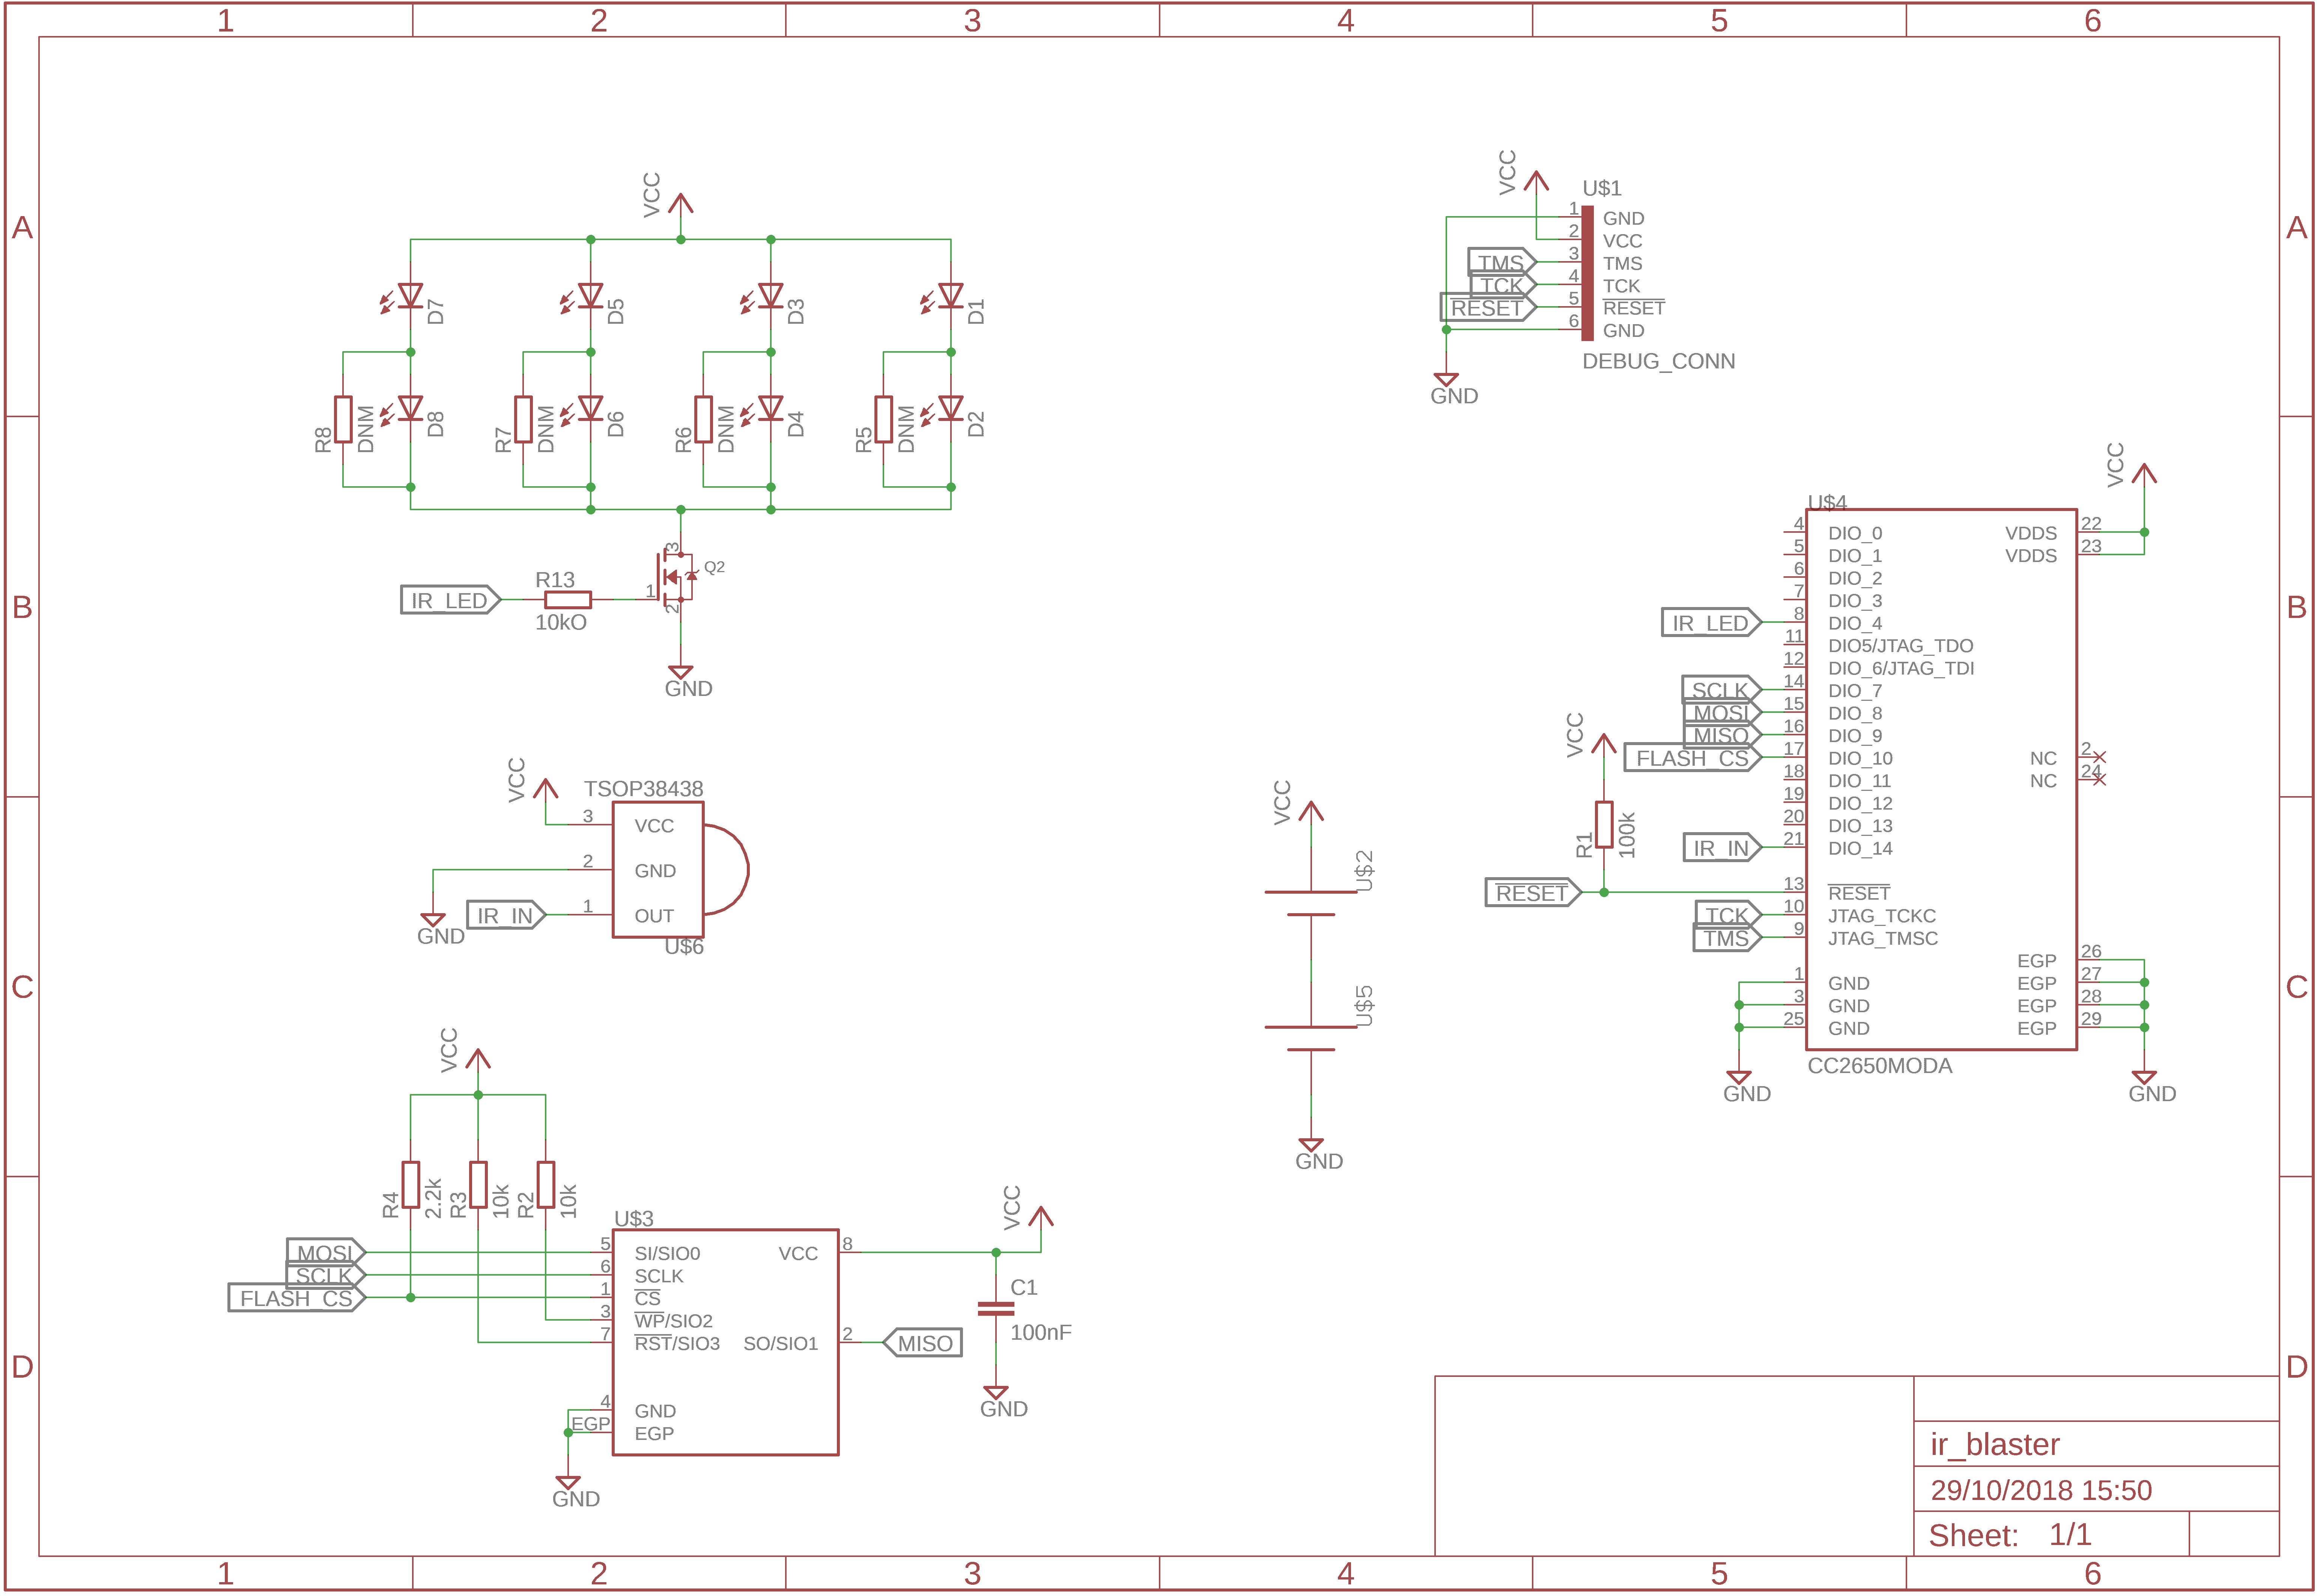 1 2 3 4 5 6
A A
B B
C C
D D
1 2 3 4 5 6
VCC
D7 D5 D3 D1
R8 DNM D8
R7 DNM D6
R6 DNM D4
R5 DNM D2
3
Q2
1
2
IR_LED
R13
10kO
GND
VCC
TSOP38438
3 VCC
2 GND
1 OUT
IR_IN
GND
U$6
VCC
R4 2.2k
R3 10k
R2 10k
U$3
MOSI
SCLK
FLASH_CS
5 SI/SIO0
6 SCLK
1 CS
3 WP/SIO2
7 RST/SIO3
4 GND
EGP EGP
VCC 8
SO/SIO1 2
MISO
GND
VCC
C1
100nF
GND
VCC
U$2
U$5
GND
VCC
U$1
1 GND
2 VCC
TMS 3 TMS
TCK 4 TCK
RESET 5 RESET
6 GND
DEBUG_CONN
GND
VCC
U$4
4 DIO_0
5 DIO_1
6 DIO_2
7 DIO_3
IR_LED 8 DIO_4
11 DIO5/JTAG_TDO
12 DIO_6/JTAG_TDI
SCLK 14 DIO_7
MOSI 15 DIO_8
MISO 16 DIO_9
FLASH_CS 17 DIO_10
18 DIO_11
19 DIO_12
20 DIO_13
IR_IN 21 DIO_14
RESET 13 RESET
TCK 10 JTAG_TCKC
TMS 9 JTAG_TMSC
1 GND
3 GND
25 GND
VDDS 22
VDDS 23
NC 2
NC 24
EGP 26
EGP 27
EGP 28
EGP 29
VCC
R1 100k
CC2650MODA
GND
GND
ir_blaster
29/10/2018 15:50
Sheet: 1/1